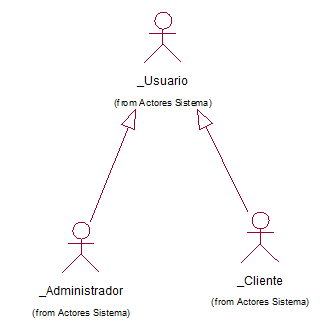 _Usuario
(from Actores Sistema)
_Administrador
(from Actores Sistema)
_Cliente
(from Actores Sistema)